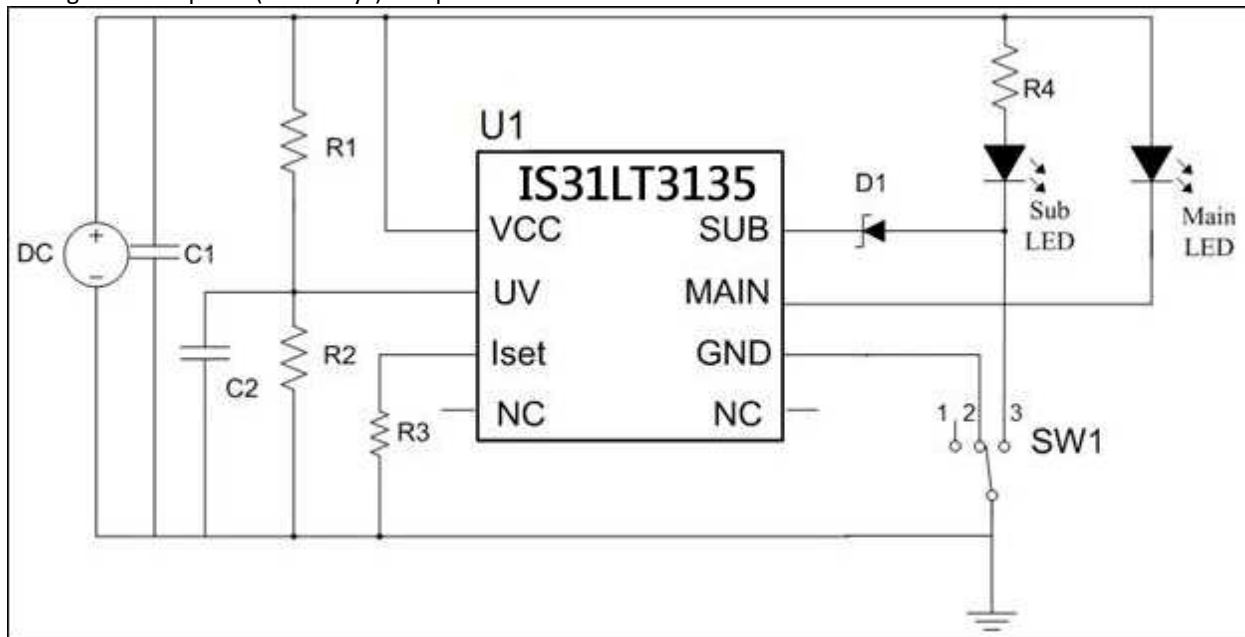 U1
IS31LT3135
VCC
UV
Iset
NC
SUB
MAIN
GND
NC
DC
+
−
C1
R1
C2
R2
R3
D1
R4
Sub
LED
Main
LED
1 2 3
SW1